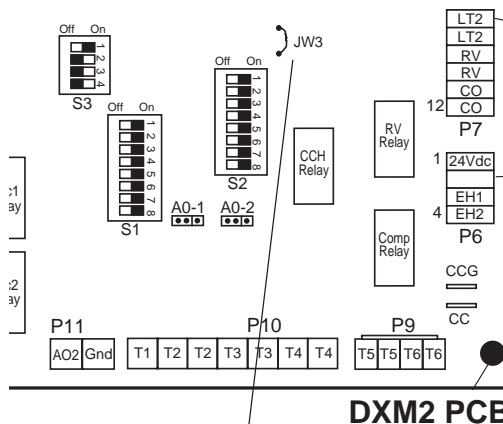 Off On
1
2
3
4
S3
Off On
1
2
3
4
5
6
7
8
S1
Off On
1
2
3
4
5
6
7
8
S2
JW3
CCH
Relay
RV
Relay
Comp
Relay
LT2
LT2
RV
RV
CO
12 CO
P7
1 24Vdc
EH1
4 EH2
P6
CCG
CC
A0-1 A0-2
P11
AO2 Gnd
P10
T1 T2 T2 T3 T3 T4 T4
P9
T5 T5 T6 T6
DXM2 PCB